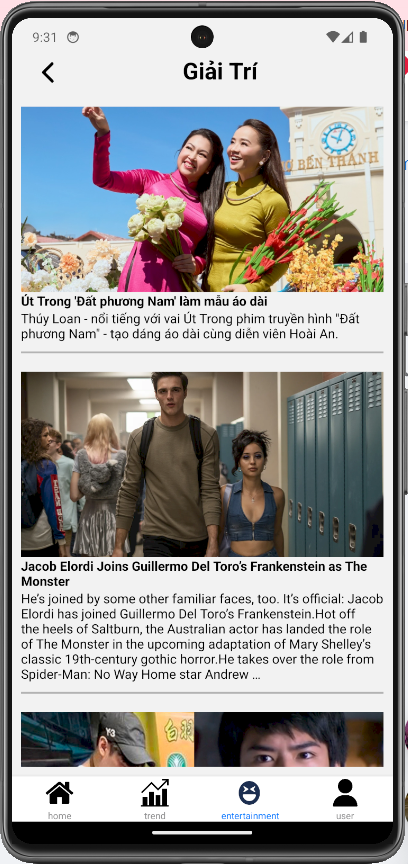 9:31
Giải Trí
BẾN THÀNH
Út Trong 'Đất phương Nam' làm mẫu áo dài
Thúy Loan - nổi tiếng với vai Út Trong phim truyền hình "Đất
phương Nam" - tạo dáng áo dài cùng diễn viên Hoài An.
Jacob Elordi Joins Guillermo Del Toro’s Frankenstein as The
Monster
He’s joined by some other familiar faces, too. It’s official: Jacob
Elordi has joined Guillermo Del Toro’s Frankenstein.Hot off
the heels of Saltburn, the Australian actor has landed the role
of The Monster in the upcoming adaptation of Mary Shelley’s
classic 19th-century gothic horror.He takes over the role from
Spider-Man: No Way Home star Andrew …
Y3
home
trend
entertainment
user